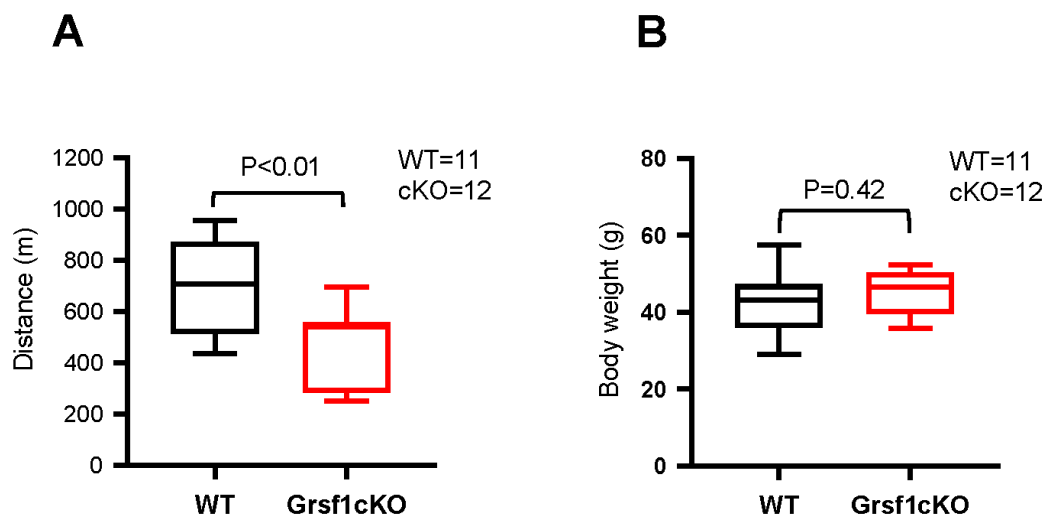 A
Distance (m)
1200
1000
800
600
400
200
0
P<0.01
WT=11
cKO=12
WT
Grsf1cKO
B
Body weight (g)
80
60
40
20
0
P=0.42
WT=11
cKO=12
WT
Grsf1cKO